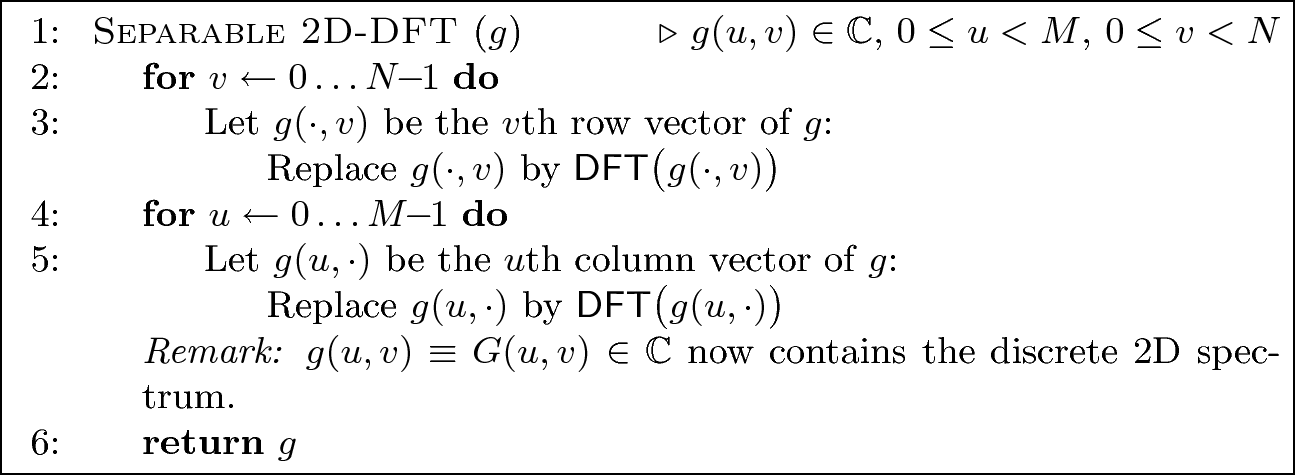 1: SEPARABLE 2D-DFT (g) ▷ g(u, v) ∈ ℂ, 0 ≤ u < M, 0 ≤ v < N
2: for v ← 0 … N−1 do
3: Let g(·, v) be the vth row vector of g:
Replace g(·, v) by DFT(g(·, v))
4: for u ← 0 … M−1 do
5: Let g(u, ·) be the uth column vector of g:
Replace g(u, ·) by DFT(g(u, ·))
Remark: g(u, v) ≡ G(u, v) ∈ ℂ now contains the discrete 2D spec-
trum.
6: return g